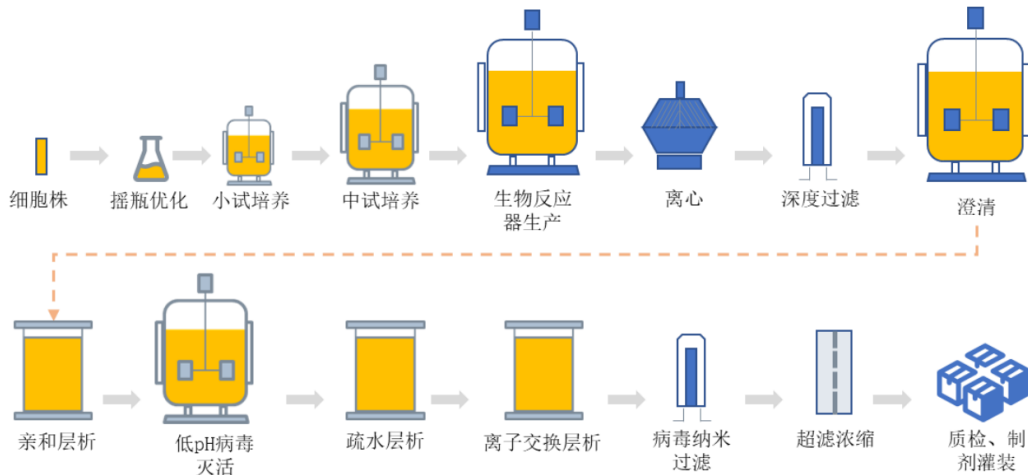 细胞株
摇瓶优化
小试培养
中试培养
生物反应
器生产
离心
深度过滤
澄清
亲和层析
低pH病毒
灭活
疏水层析
离子交换层析
病毒纳米
过滤
超滤浓缩
质检、制
剂灌装